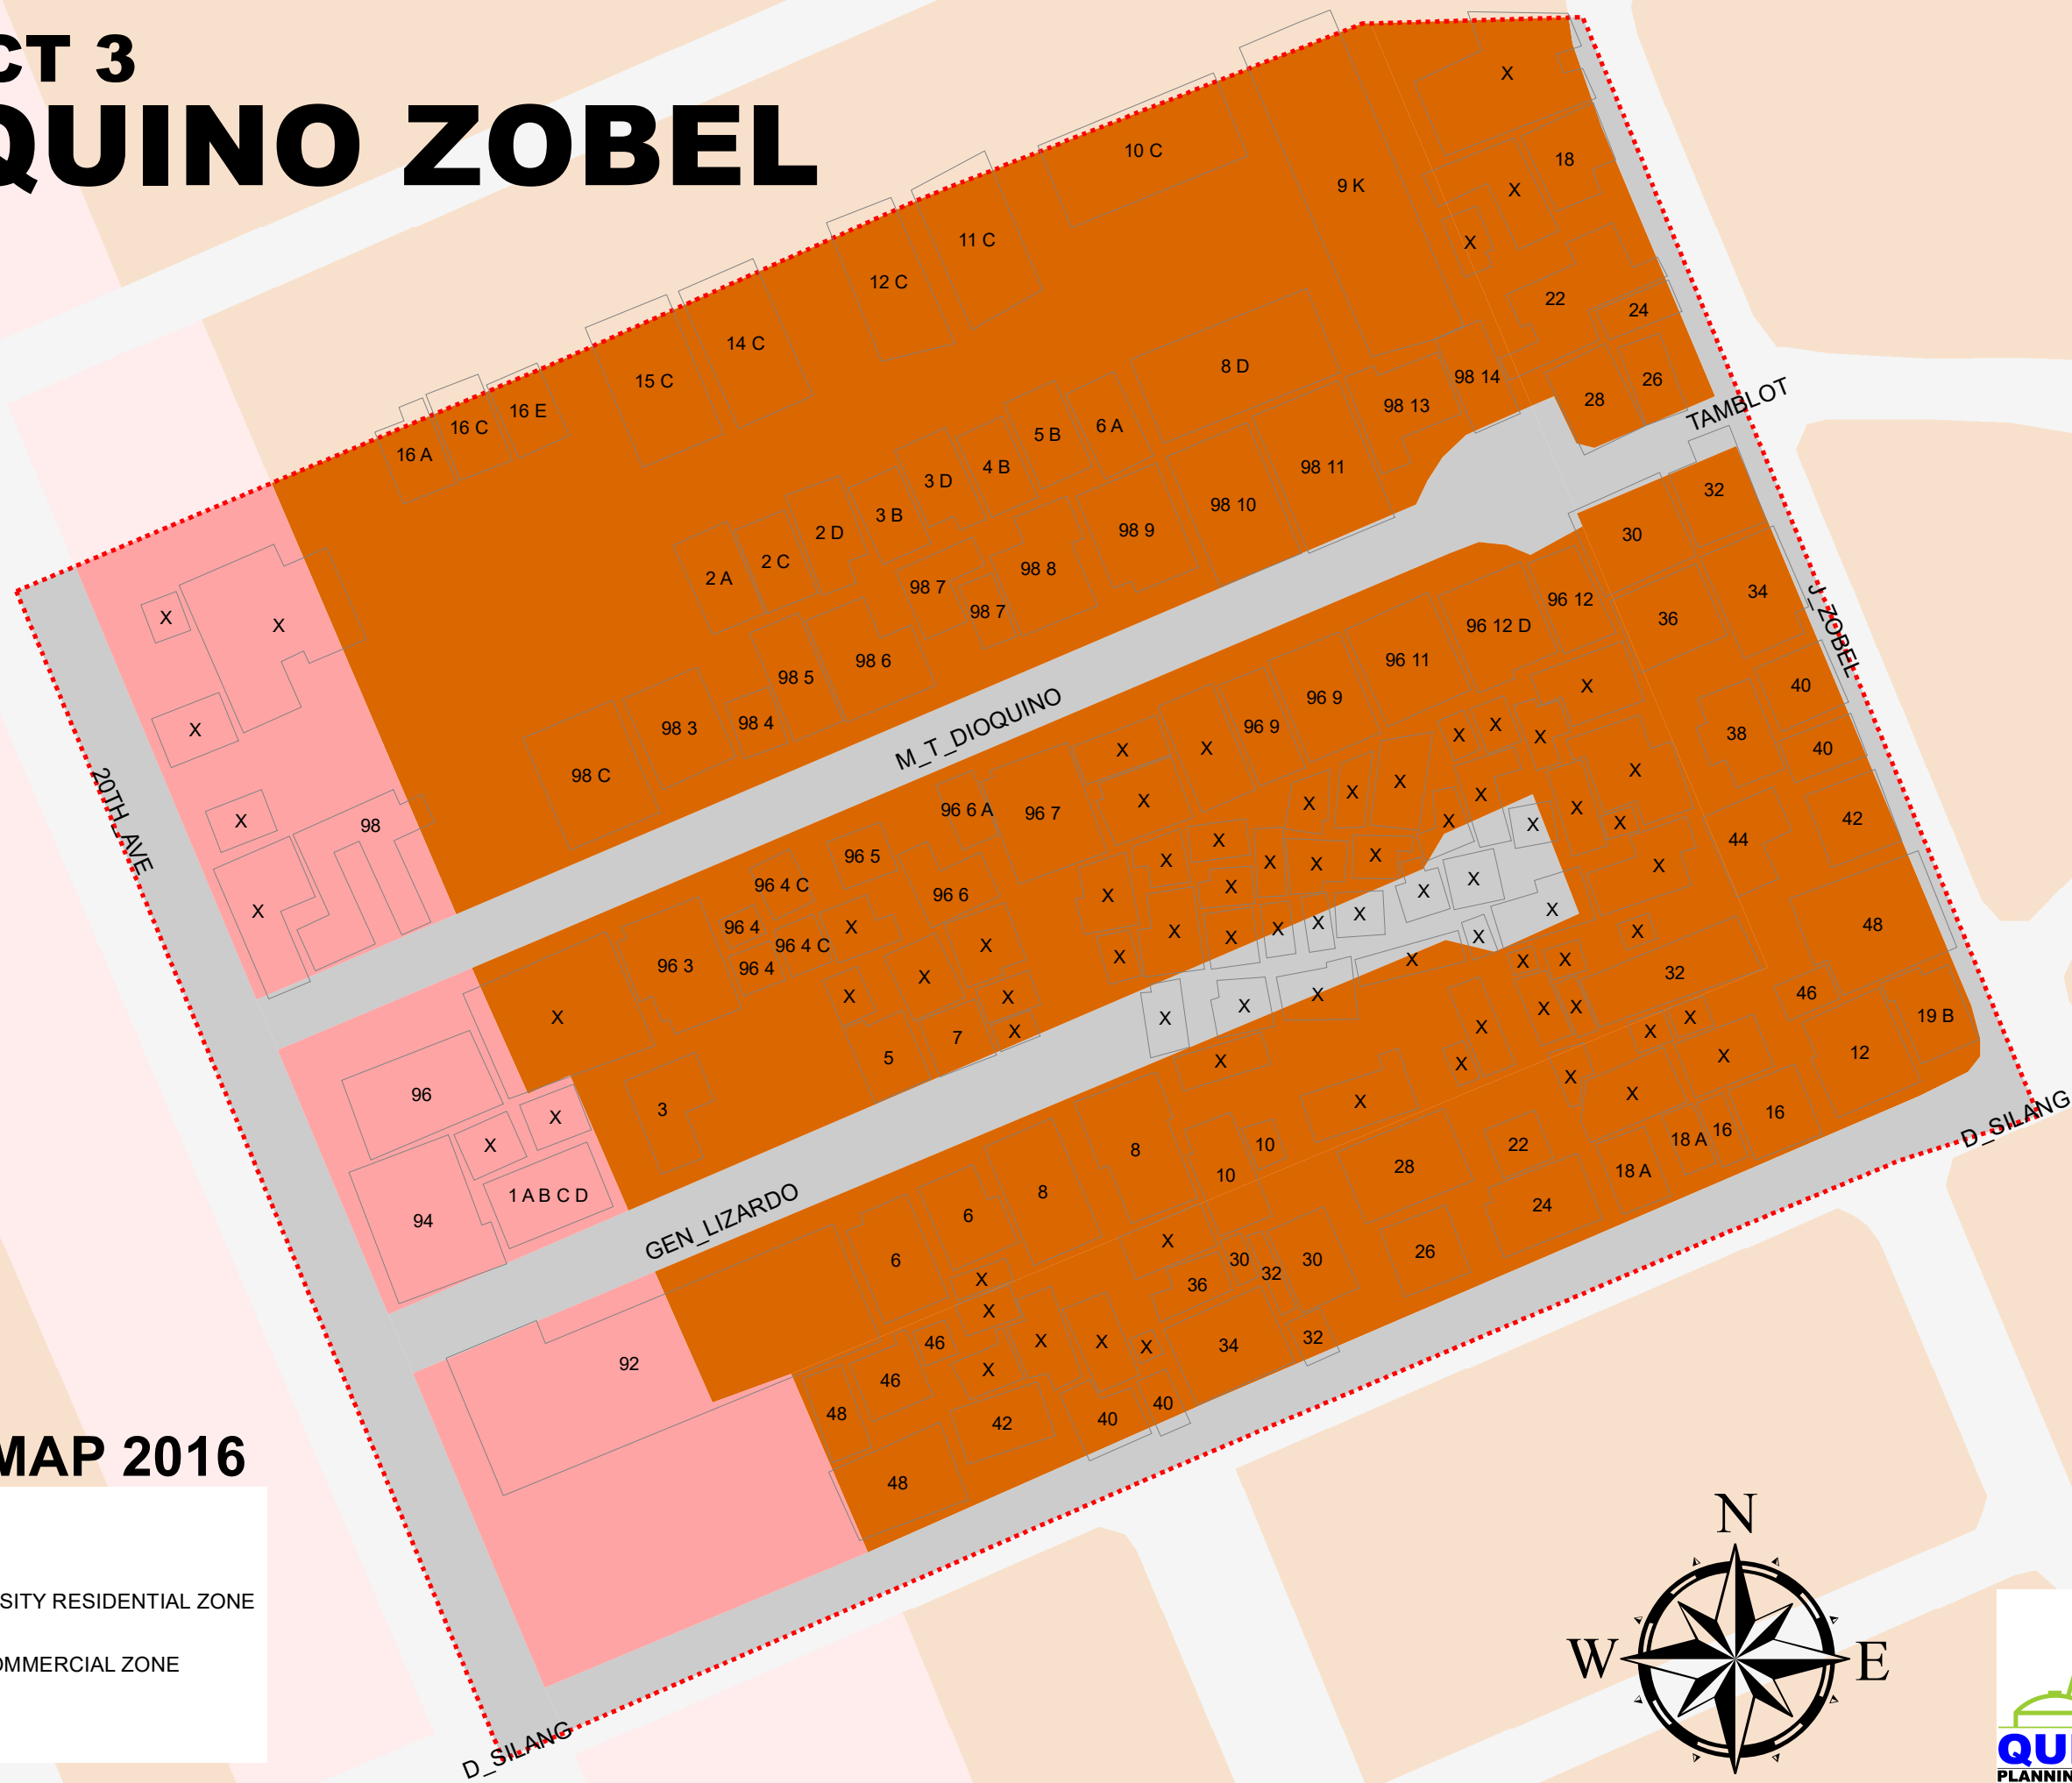 CT 3
QUINO ZOBEL
X
10 C
18
9 K
X
11 C
X
12 C
22
24
14 C
8 D
15 C
98 14
26
28
98 13
16 E
TAMBLOT
16 C
6 A
5 B
16 A
4 B
98 11
3 D
32
98 10
3 B
2 D
98 9
30
2 C
98 8
2 A
98 7
34
96 12
98 7
X
36
X
96 12 D
J_ZOBEL
98 6
96 11
98 5
X
40
96 9
98 4
98 3
X
M_T_DIOQUINO
96 9
X
X
X
X
38
40
X
98 C
X
X
X
X
X
X
X
96 6 A
96 7
20TH_AVE
X
98
X
X
X
X
42
X
44
96 5
X
X
X
X
X
X
96 4 C
X
X
X
96 6
X
X
X
X
X
X
48
96 4
X
X
X
X
X
X
X
96 4 C
X
X
X
X
X
96 3
96 4
32
X
X
X
X
X
46
X
X
X
X
X
19 B
X
X
X
X
X
7
12
5
X
X
X
X
X
96
X
X
3
16
X
X
16
18 A
22
10
X
8
18 A
28
10
1 A B C D
8
GEN_LIZARDO
24
6
94
D_SILANG
X
26
30
30
6
32
X
36
X
32
X
X
46
34
X
92
X
46
40
48
40
42
MAP 2016
48
N
SITY RESIDENTIAL ZONE
W
E
OMMERCIAL ZONE
D_SILANG
QU
PLANNIN